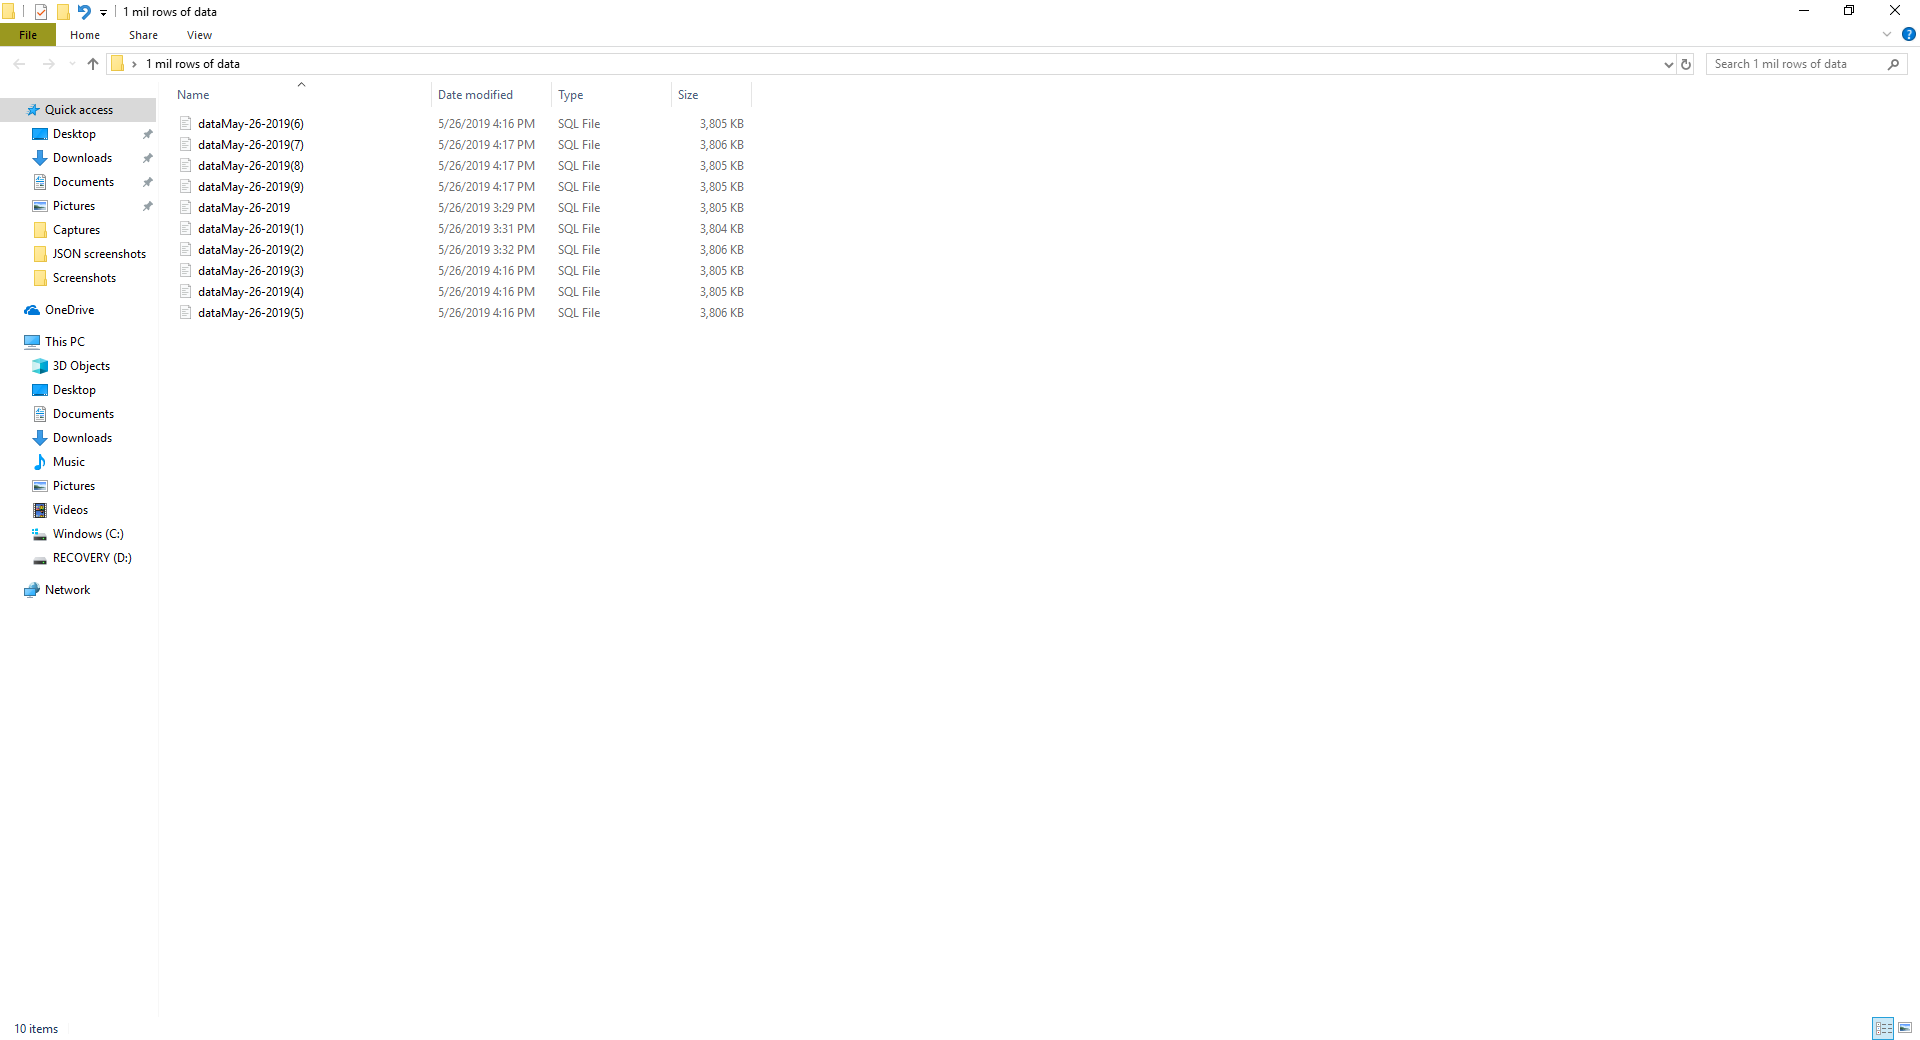 1 mil rows of data
File Home Share View
1 mil rows of data
Search 1 mil rows of data
Name Date modified Type Size
Quick access
Desktop
Downloads
Documents
Pictures
Captures
JSON screenshots
Screenshots
OneDrive
This PC
3D Objects
Desktop
Documents
Downloads
Music
Pictures
Videos
Windows (C:)
RECOVERY (D:)
Network
dataMay-26-2019(6) 5/26/2019 4:16 PM SQL File 3,805 KB
dataMay-26-2019(7) 5/26/2019 4:17 PM SQL File 3,806 KB
dataMay-26-2019(8) 5/26/2019 4:17 PM SQL File 3,805 KB
dataMay-26-2019(9) 5/26/2019 4:17 PM SQL File 3,805 KB
dataMay-26-2019 5/26/2019 3:29 PM SQL File 3,805 KB
dataMay-26-2019(1) 5/26/2019 3:31 PM SQL File 3,804 KB
dataMay-26-2019(2) 5/26/2019 3:32 PM SQL File 3,806 KB
dataMay-26-2019(3) 5/26/2019 4:16 PM SQL File 3,805 KB
dataMay-26-2019(4) 5/26/2019 4:16 PM SQL File 3,805 KB
dataMay-26-2019(5) 5/26/2019 4:16 PM SQL File 3,806 KB
10 items